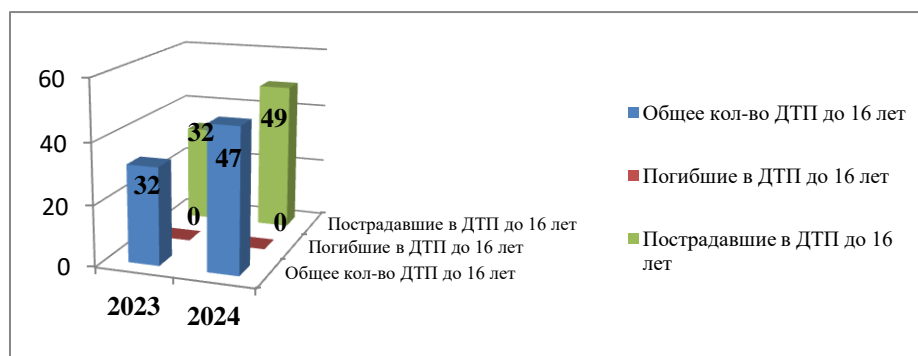 60
40
20
0
32
0
32
47
49
0
2023
2024
Пострадавшие в ДТП до 16 лет
Погибшие в ДТП до 16 лет
Общее кол-во ДТП до 16 лет
Общее кол-во ДТП до 16 лет
Погибшие в ДТП до 16 лет
Пострадавшие в ДТП до 16
лет